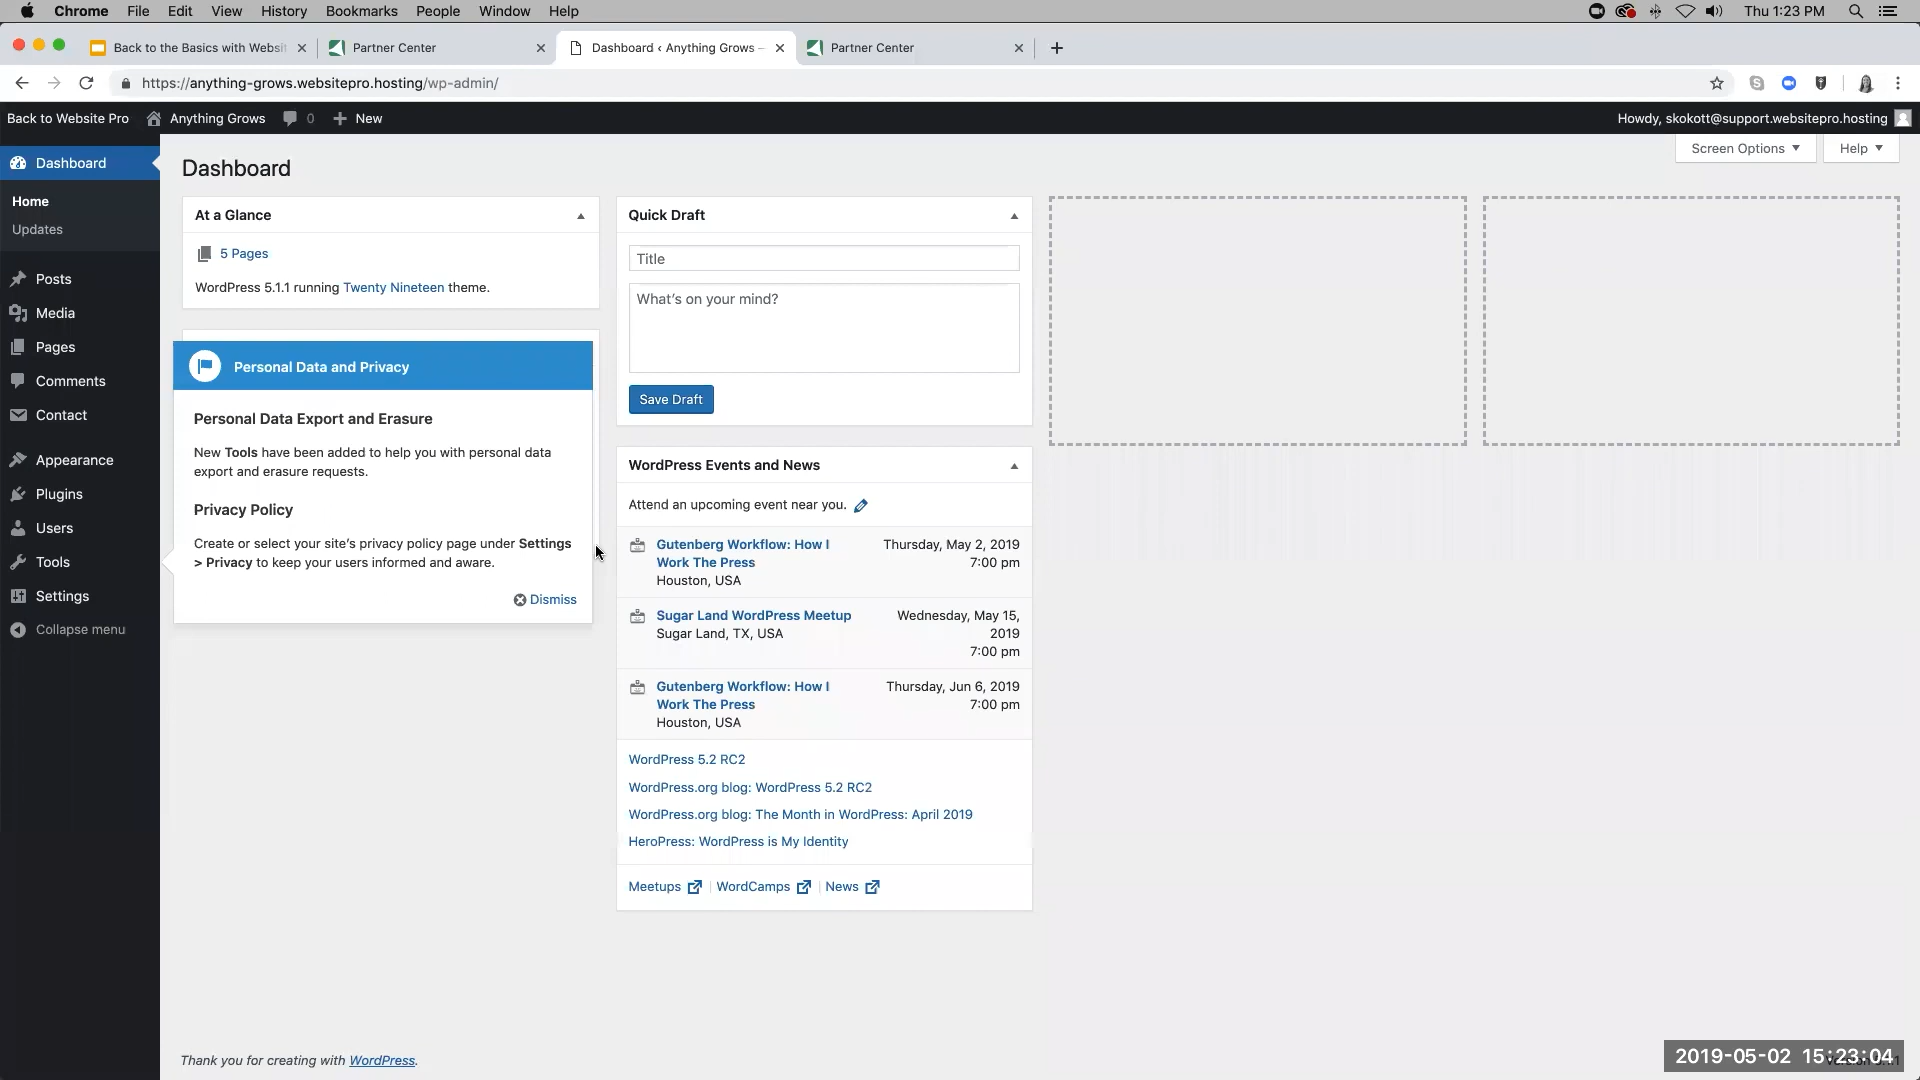 Chrome File Edit View History Bookmarks People Window Help Thu 1:23 PM
Back to the Basics with Websit Partner Center Dashboard ‹ Anything Grows — Partner Center
https://anything-grows.websitepro.hosting/wp-admin/
Back to Website Pro Anything Grows 0 New Howdy, skokott@support.websitepro.hosting
Screen Options Help
Dashboard
Home
Updates
Posts
Media
Pages
Comments
Contact
Appearance
Plugins
Users
Tools
Settings
Collapse menu
Dashboard
At a Glance
5 Pages
WordPress 5.1.1 running Twenty Nineteen theme.
Personal Data and Privacy
Personal Data Export and Erasure
New Tools have been added to help you with personal data
export and erasure requests.
Privacy Policy
Create or select your site's privacy policy page under Settings
> Privacy to keep your users informed and aware.
Dismiss
Quick Draft
Title
What's on your mind?
Save Draft
WordPress Events and News
Attend an upcoming event near you.
Gutenberg Workflow: How I Thursday, May 2, 2019
Work The Press 7:00 pm
Houston, USA
Sugar Land WordPress Meetup Wednesday, May 15,
Sugar Land, TX, USA 2019
7:00 pm
Gutenberg Workflow: How I Thursday, Jun 6, 2019
Work The Press 7:00 pm
Houston, USA
WordPress 5.2 RC2
WordPress.org blog: WordPress 5.2 RC2
WordPress.org blog: The Month in WordPress: April 2019
HeroPress: WordPress is My Identity
Meetups WordCamps News
Thank you for creating with WordPress.
2019-05-02 15:23:04